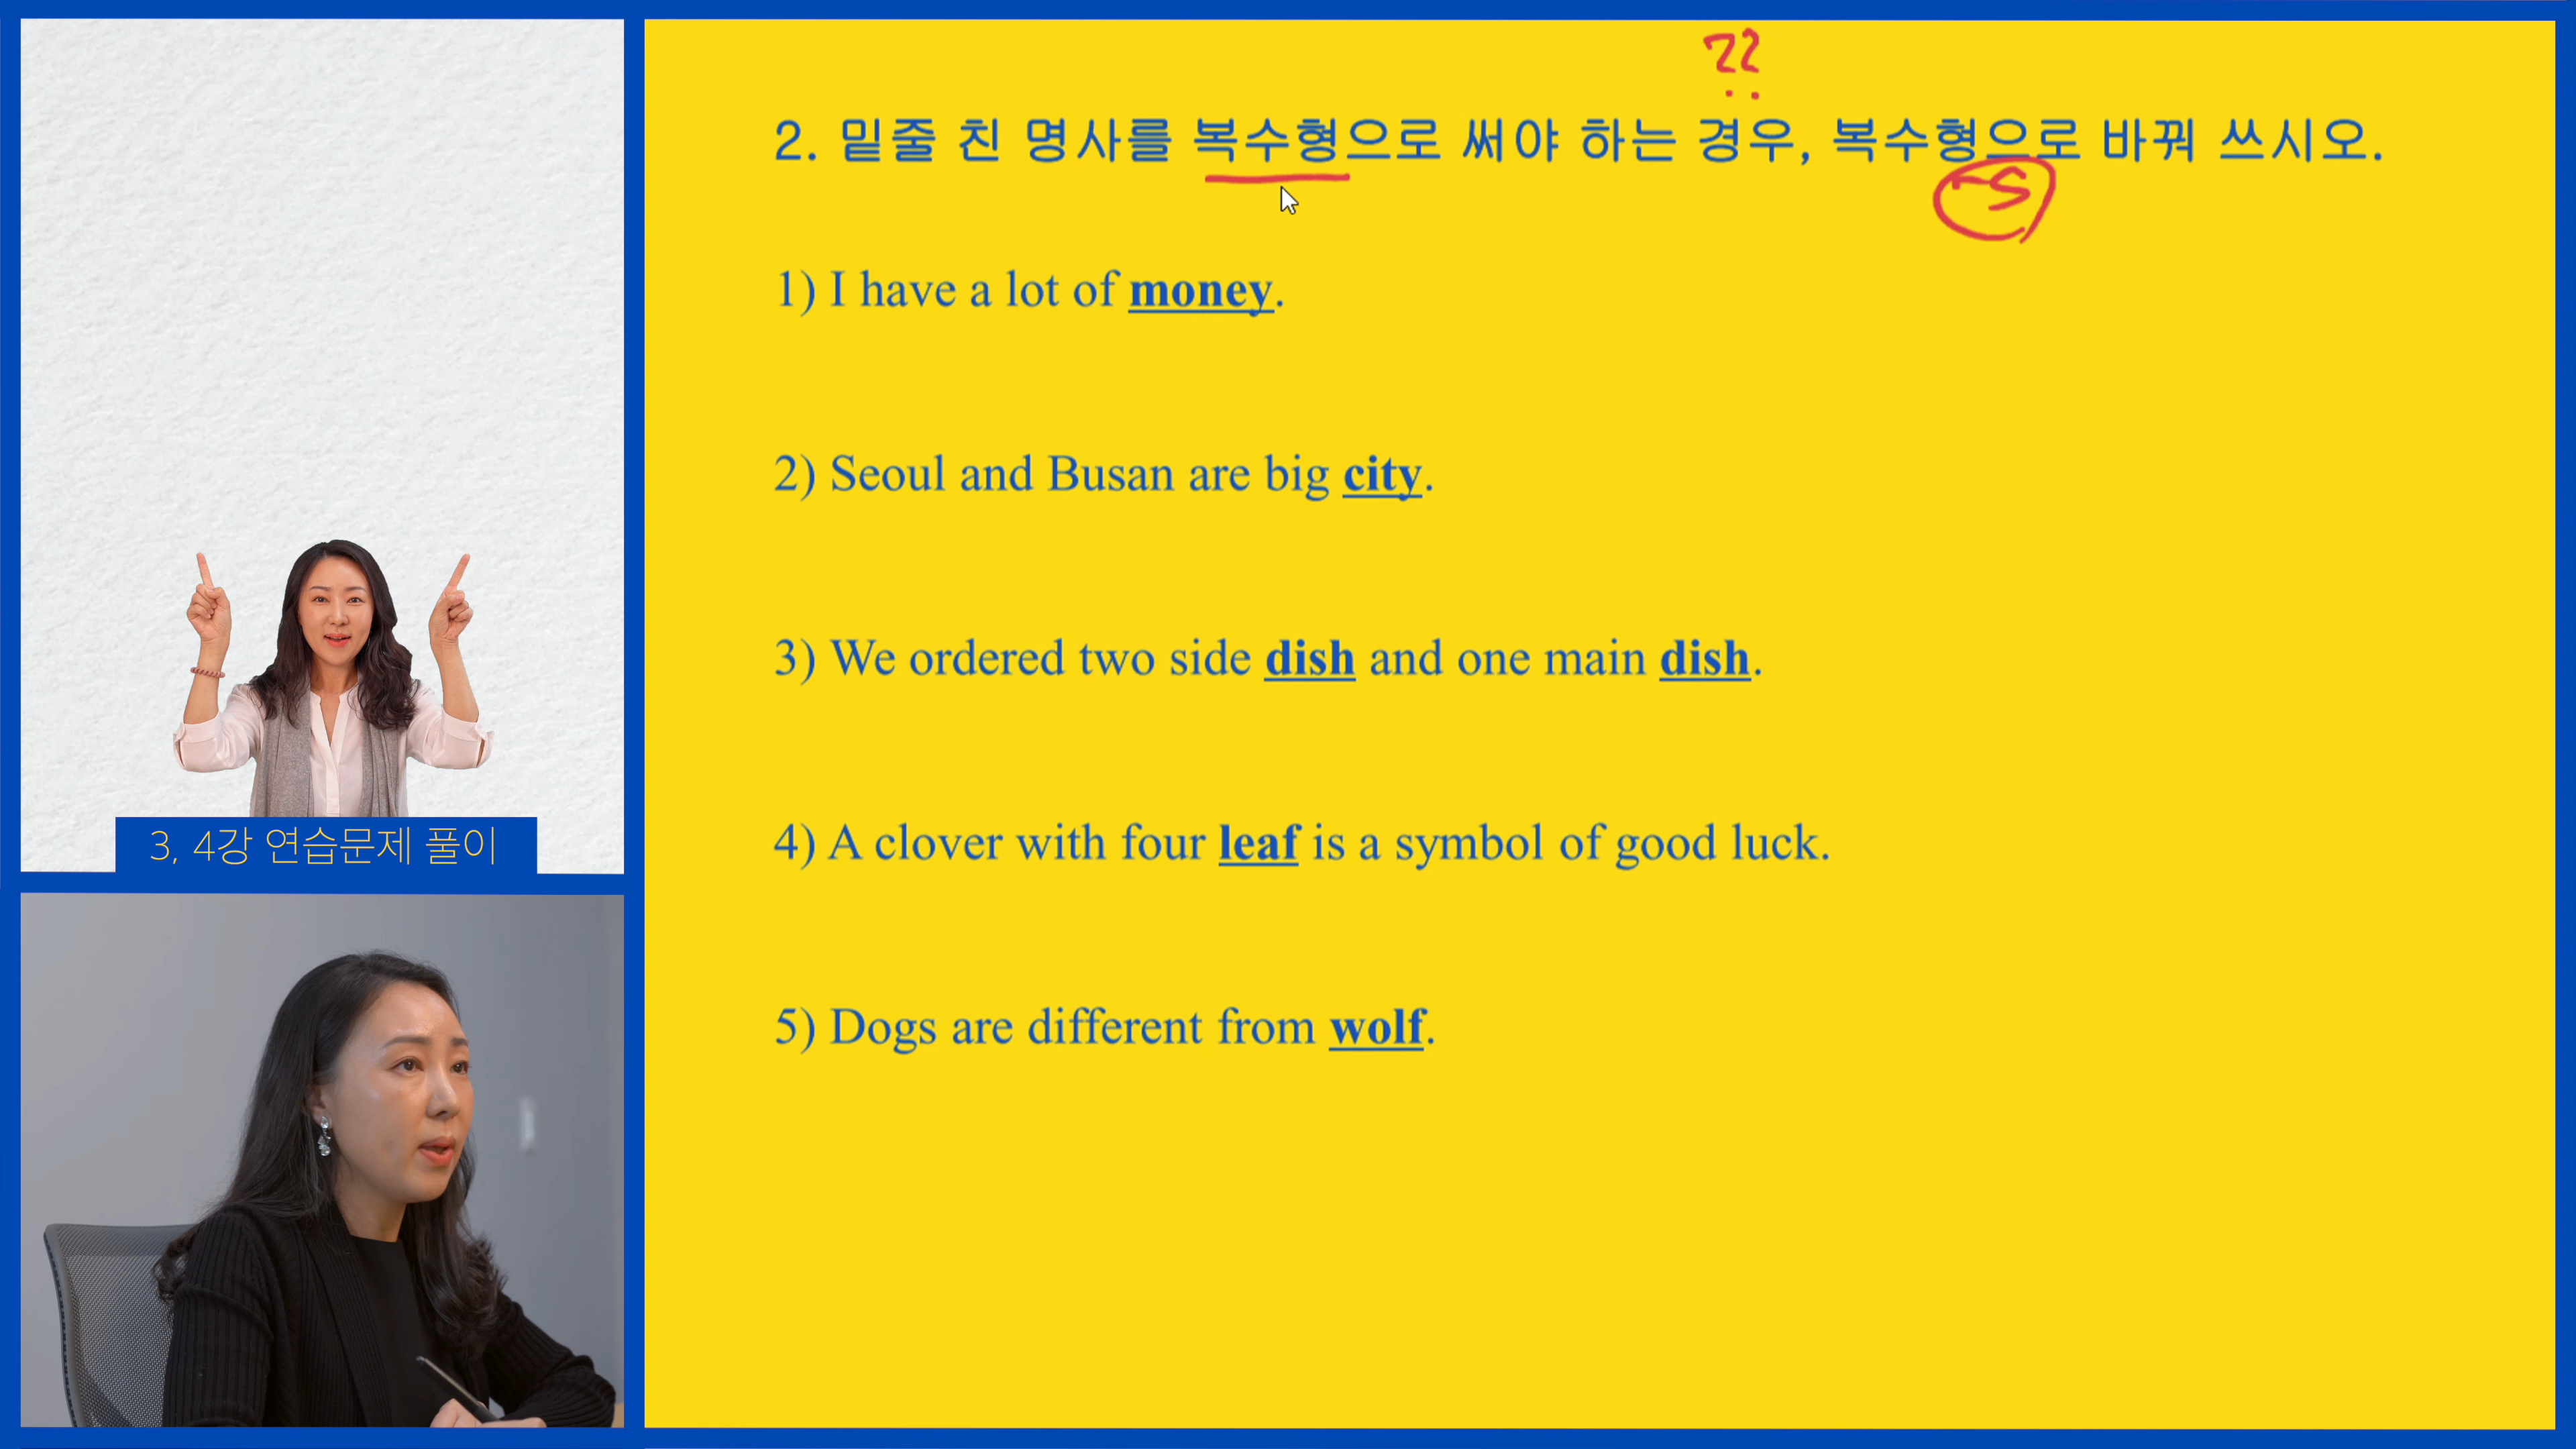 ??
2. 밑줄 친 명사를 복수형으로 써야 하는 경우, 복수형으로 바꿔 쓰시오.
-s
1) I have a lot of money.
2) Seoul and Busan are big city.
3) We ordered two side dish and one main dish.
4) A clover with four leaf is a symbol of good luck.
5) Dogs are different from wolf.
3, 4강 연습문제 풀이